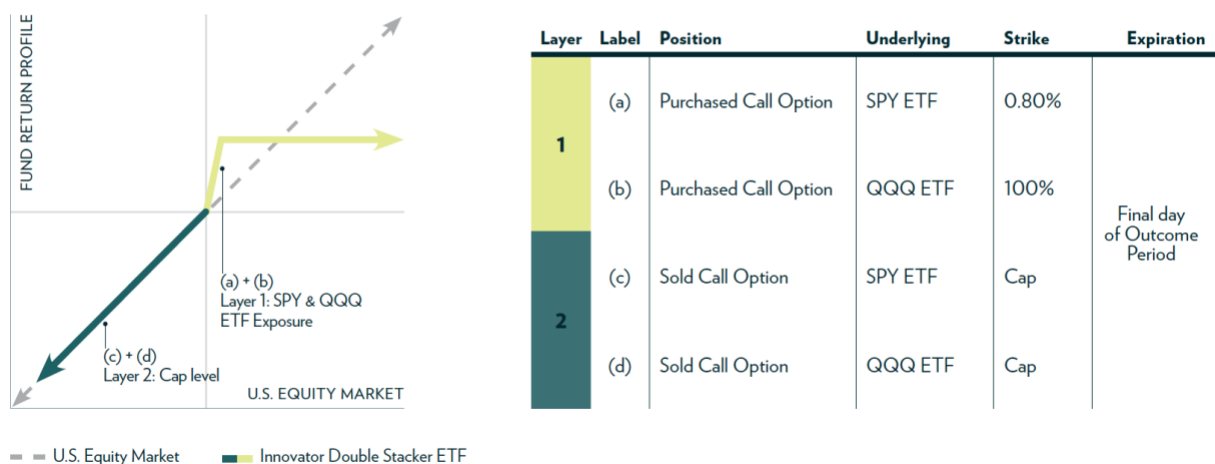 FUND RETURN PROFILE
(a) + (b)
Layer 1: SPY & QQQ
ETF Exposure
(c) + (d)
Layer 2: Cap level
U.S. EQUITY MARKET
U.S. Equity Market
Innovator Double Stacker ETF
Layer Label Position Underlying Strike Expiration
1
(a) Purchased Call Option SPY ETF 0.80%
(b) Purchased Call Option QQQ ETF 100%
Final day
of Outcome
Period
2
(c) Sold Call Option SPY ETF Cap
(d) Sold Call Option QQQ ETF Cap